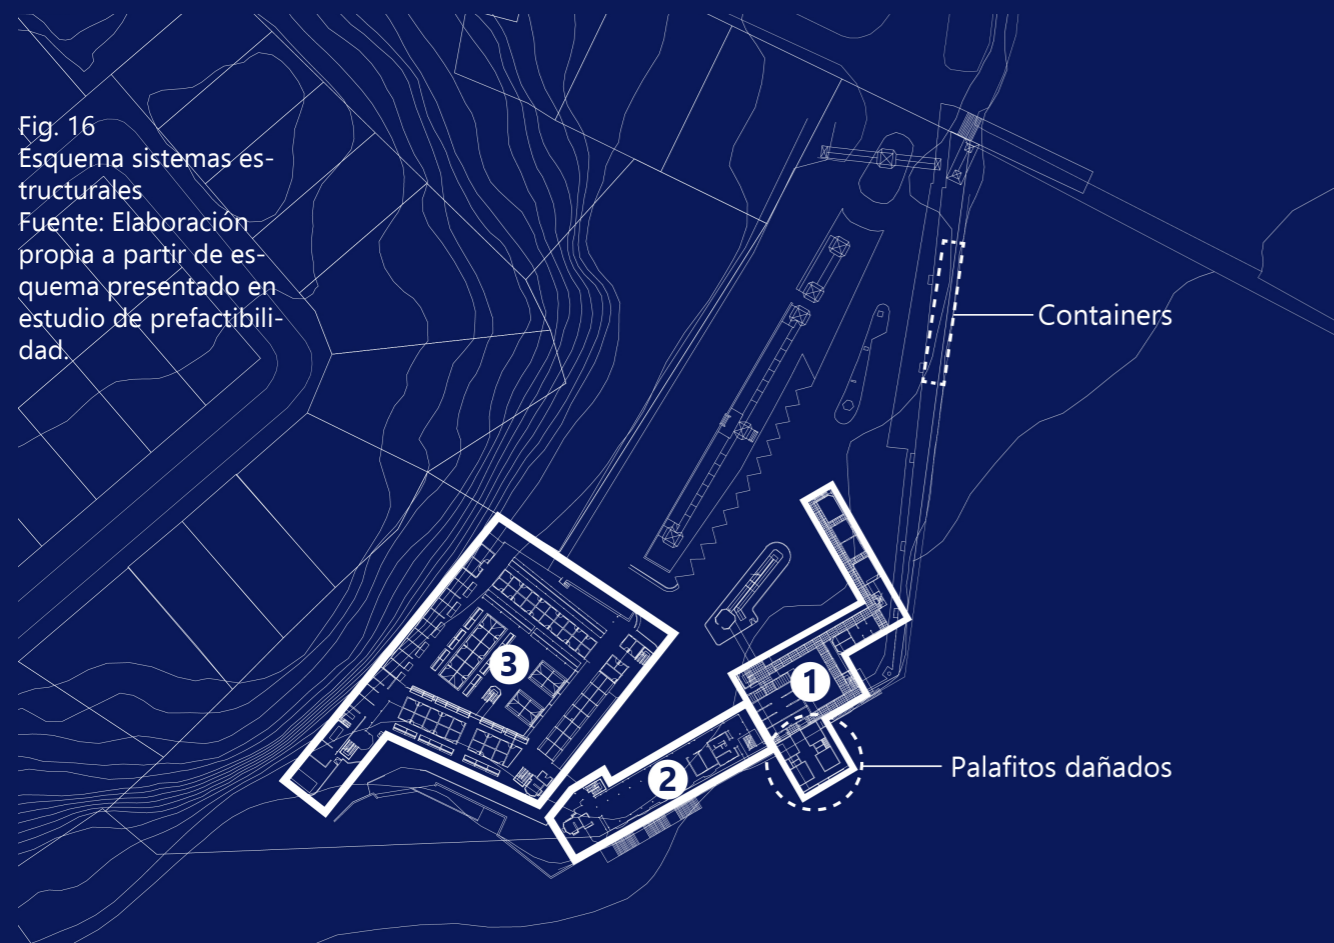 Fig. 16
Esquema sistemas es-
tructurales
Fuente: Elaboración
propia a partir de es-
quema presentado en
estudio de prefactibili-
dad.
Containers
3
1
2
Palafitos dañados